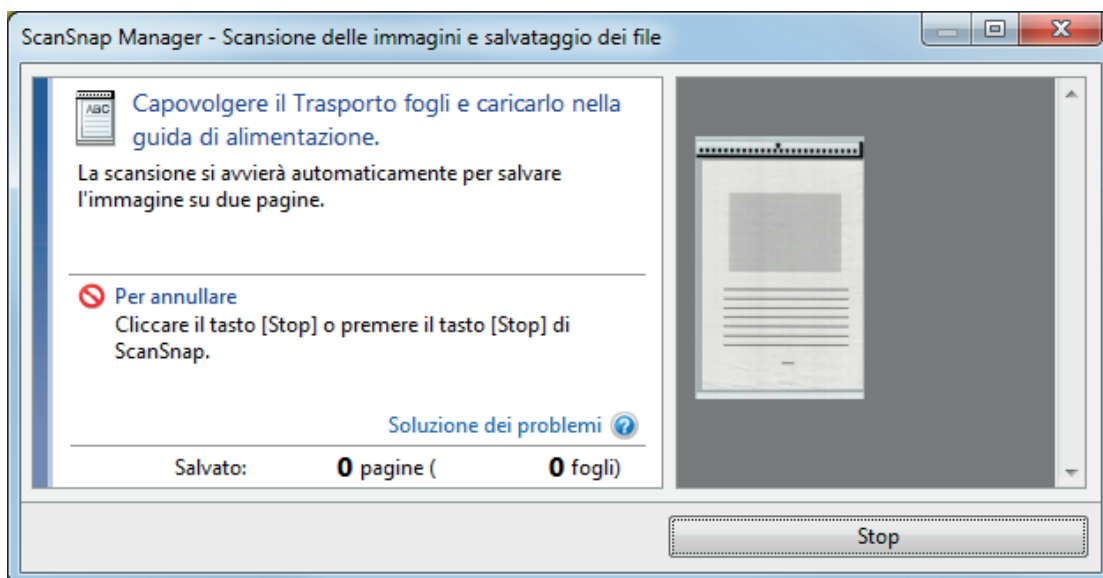 ScanSnap Manager - Scansione delle immagini e salvataggio dei file
ABC
Capovolgere il Trasporto fogli e caricarlo nella
guida di alimentazione.
La scansione si avvierà automaticamente per salvare
l'immagine su due pagine.
Per annullare
Cliccare il tasto [Stop] o premere il tasto [Stop] di
ScanSnap.
Soluzione dei problemi ?
Salvato: 0 pagine ( 0 fogli)
Stop